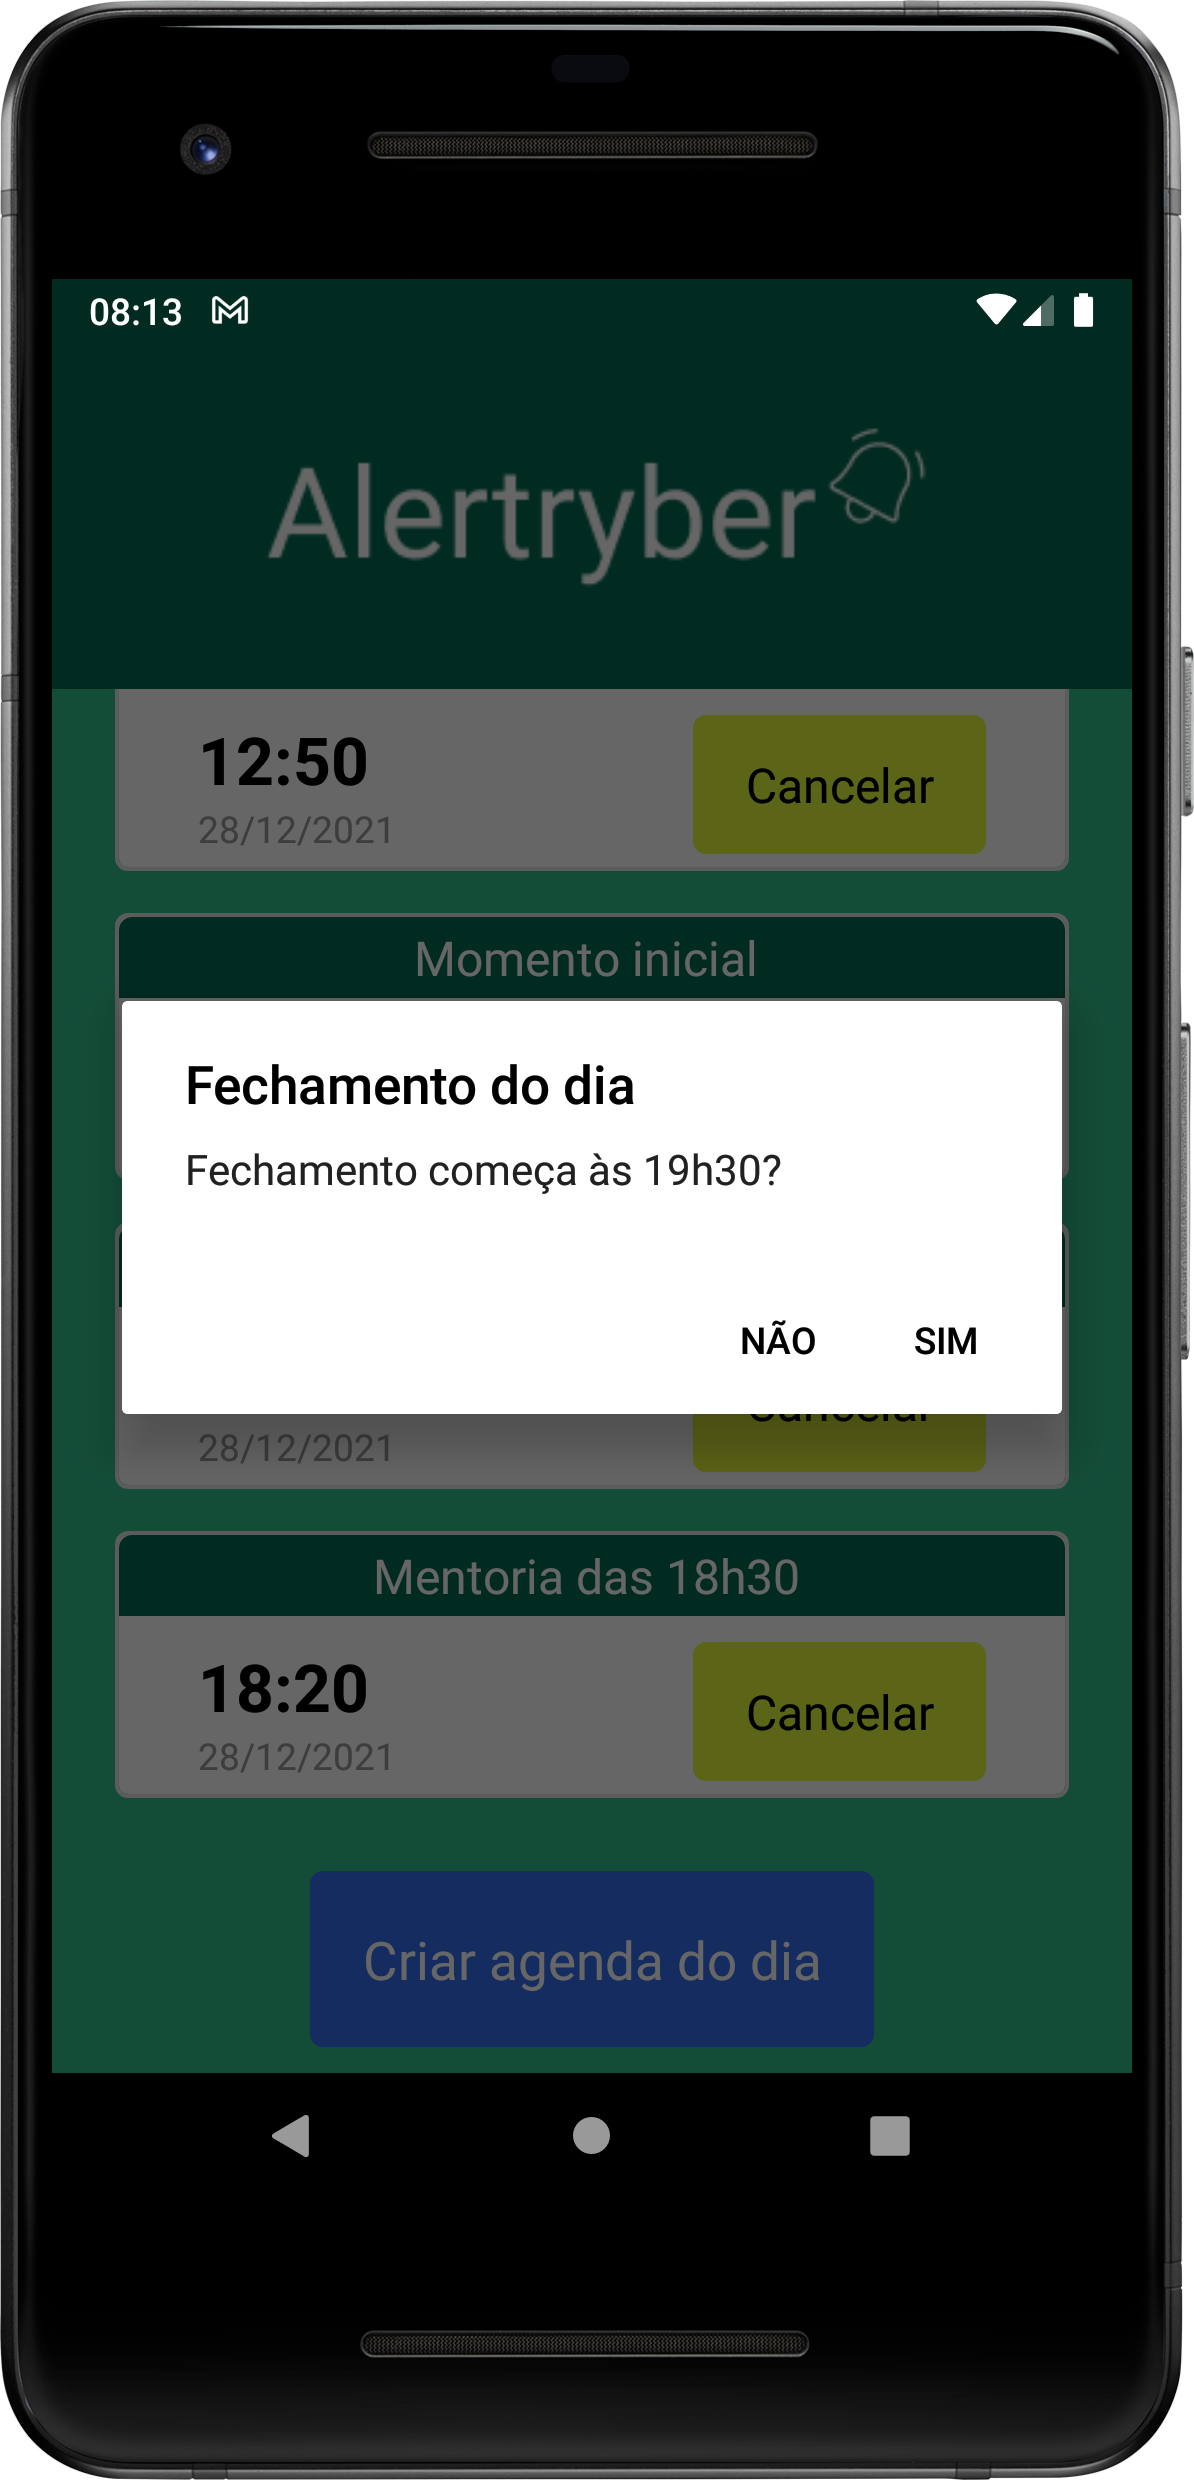 08:13
Alertryber
12:50
Cancelar
28/12/2021
Momento inicial
Fechamento do dia
Fechamento começa às 19h30?
NÃO SIM
Cancelar
28/12/2021
Mentoria das 18h30
18:20
Cancelar
28/12/2021
Criar agenda do dia